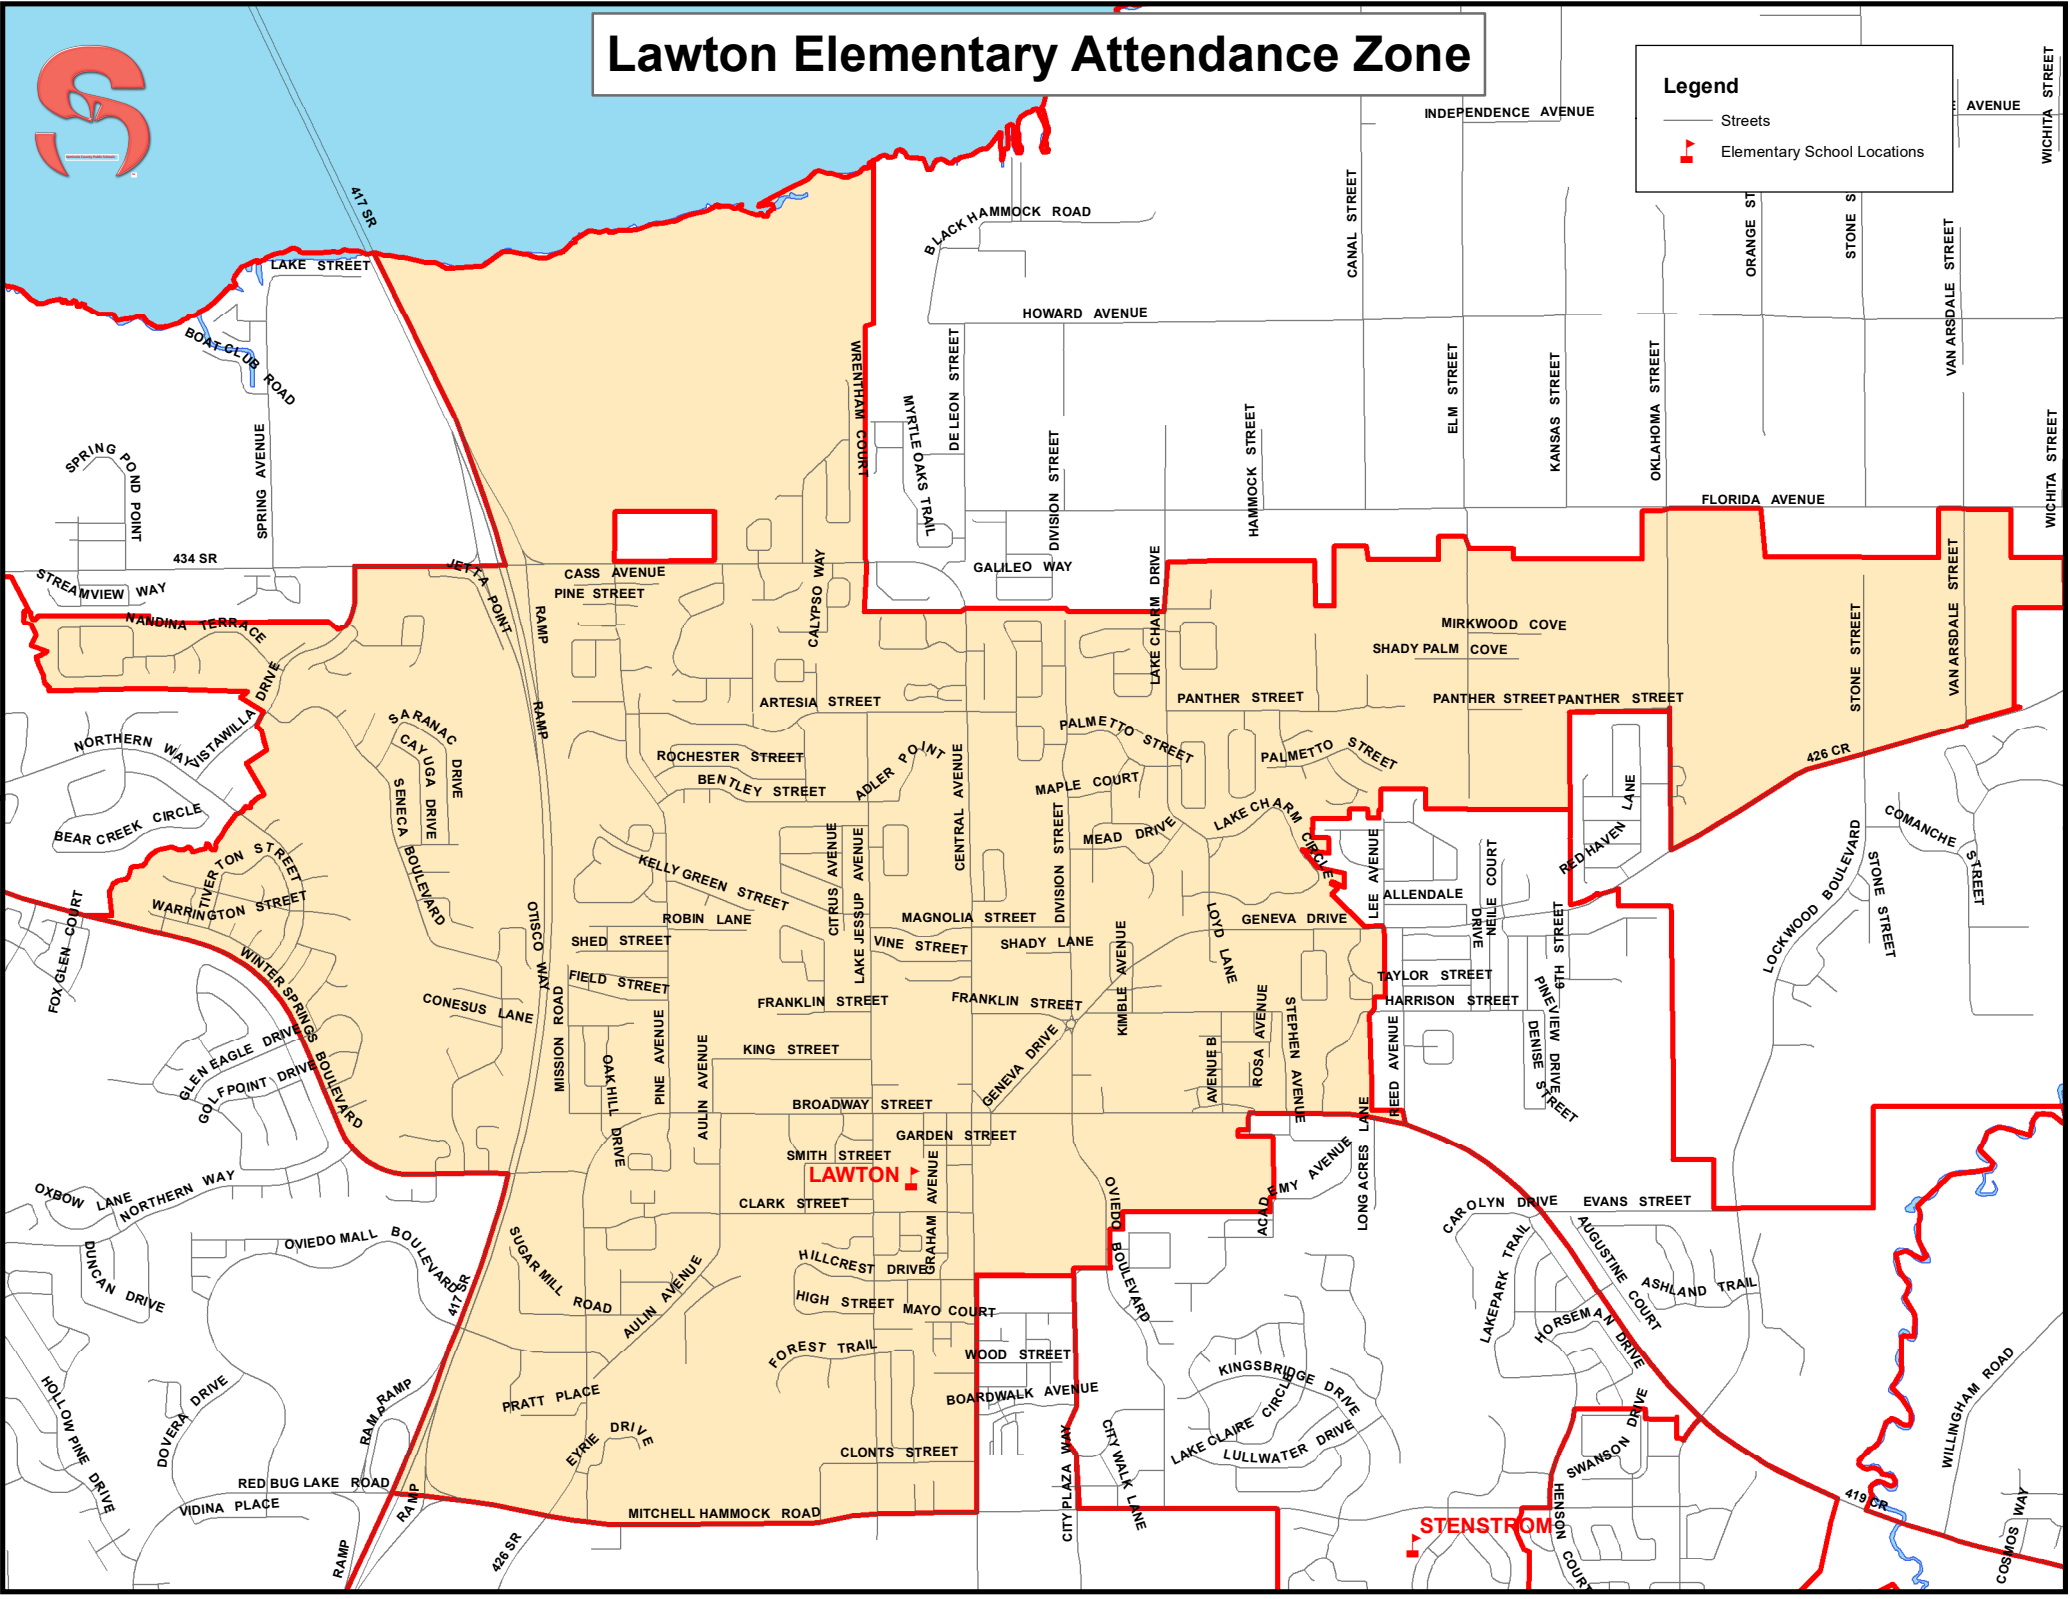 Lawton Elementary Attendance Zone
Legend
Streets
Elementary School Locations
INDEPENDENCE AVENUE
AVENUE
WICHITA STREET
417 SR
LAKE STREET
BLACK HAMMOCK ROAD
CANAL STREET
ORANGE ST
STONE S
VAN ARSDALE STREET
HOWARD AVENUE
BOAT CLUB ROAD
WRENTHAM COURT
DE LEON STREET
MYRTLE OAKS TRAIL
ELM STREET
KANSAS STREET
OKLAHOMA STREET
SPRING POND POINT
SPRING AVENUE
DIVISION STREET
HAMMOCK STREET
FLORIDA AVENUE
WICHITA STREET
434 SR
JETTA POINT
CASS AVENUE
PINE STREET
GALILEO WAY
STREAMVIEW WAY
NANDINA TERRACE
RAMP
CALYPSO WAY
LAKE CHARM DRIVE
MIRKWOOD COVE
SHADY PALM COVE
STONE STREET
VAN ARSDALE STREET
VISTAWILLA DRIVE
ARTESIA STREET
PANTHER STREET
PANTHER STREET
PANTHER STREET
RAMP
SARANAC DRIVE
CAYUGA DRIVE
SENECA BOULEVARD
NORTHERN WAY
ROCHESTER STREET
BENTLEY STREET
ADLER POINT
PALMETTO STREET
PALMETTO STREET
426 CR
MAPLE COURT
CENTRAL AVENUE
DIVISION STREET
LAKE CHARM CIRCLE
MEAD DRIVE
RED HAVEN LANE
COMANCHE STREET
BEAR CREEK CIRCLE
TIVERTON STREET
WARRINGTON STREET
KELLY GREEN STREET
CITRUS AVENUE
LAKE JESSUP AVENUE
LEE AVENUE
ALLENDALE DRIVE
NEILE COURT
LOCKWOOD BOULEVARD
STONE STREET
FOX GLEN COURT
ROBIN LANE
MAGNOLIA STREET
GENEVA DRIVE
LOYD LANE
SHED STREET
VINE STREET
SHADY LANE
KIMBLE AVENUE
OTISCO WAY
FIELD STREET
TAYLOR STREET
6TH STREET
WINTER SPRINGS BOULEVARD
CONESUS LANE
FRANKLIN STREET
FRANKLIN STREET
HARRISON STREET
PINEVIEW DRIVE
DENISE STREET
MISSION ROAD
PINE AVENUE
AULIN AVENUE
KING STREET
GENEVA DRIVE
ROSA AVENUE
STEPHEN AVENUE
AVENUE B
REED AVENUE
GLEN EAGLE DRIVE
GOLFPOINT DRIVE
OAKHILL DRIVE
BROADWAY STREET
GARDEN STREET
SMITH STREET
LAWTON
GRAHAM AVENUE
CLARK STREET
ACADEMY AVENUE
LONG ACRES LANE
OXBOW LANE
NORTHERN WAY
OVIEDO BOULEVARD
CAROLYN DRIVE
EVANS STREET
DUNCAN DRIVE
OVIEDO MALL BOULEVARD
417 SR
SUGAR MILL ROAD
AULIN AVENUE
HILLCREST DRIVE
HIGH STREET
MAYO COURT
LAKEPARK TRAIL
AUGUSTINE COURT
ASHLAND TRAIL
HORSEMAN DRIVE
FOREST TRAIL
WOOD STREET
BOARDWALK AVENUE
KINGSBRIDGE DRIVE
LAKE CLAIRE CIRCLE
LULLWATER DRIVE
HOLLOW PINE DRIVE
DOVERA DRIVE
RAMP
RAMP
PRATT PLACE
EYRIE DRIVE
CLONTS STREET
CITY PLAZA WAY
CITY WALK LANE
SWANSON DRIVE
WILLINGHAM ROAD
RED BUG LAKE ROAD
VIDINA PLACE
RAMP
MITCHELL HAMMOCK ROAD
STENSTROM
HENSON COURT
419 CR
COSMOS WAY
RAMP
426 SR